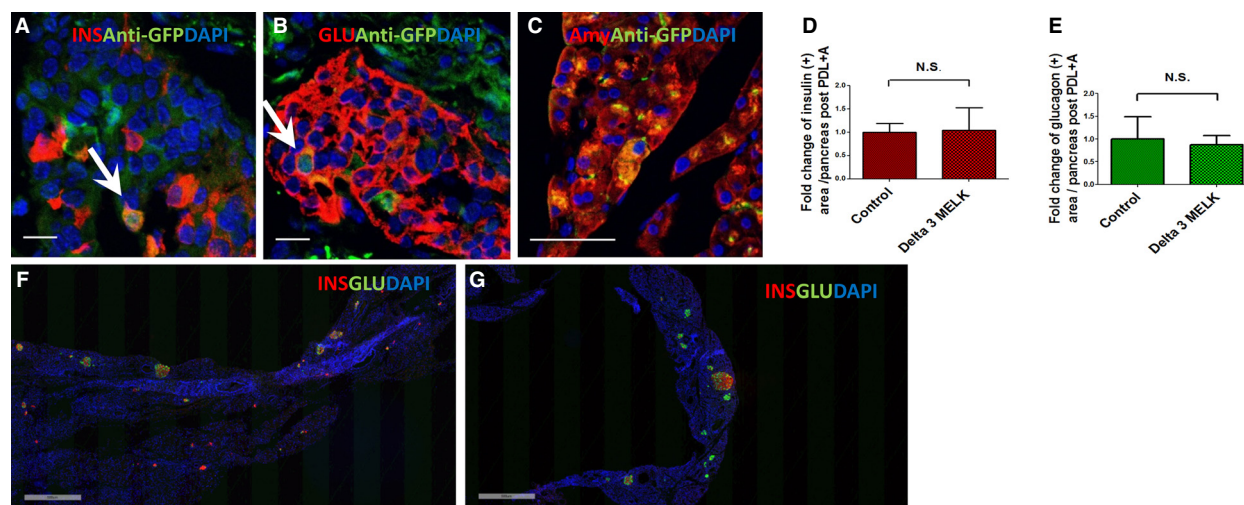 A
INSAnti-GFPDAPI
B
GLUAnti-GFPDAPI
C
AmyAnti-GFPDAPI
D
Fold change of insulin (+)
area/pancreas post PDL+A
2.0
1.5
1.0
0.5
0.0
N.S.
Control
Delta 3 MELK
E
Fold change of glucagon (+)
area / pancreas post PDL+A
2.0
1.5
1.0
0.5
0.0
N.S.
Control
Delta 3 MELK
F
INSGLUDAPI
G
INSGLUDAPI